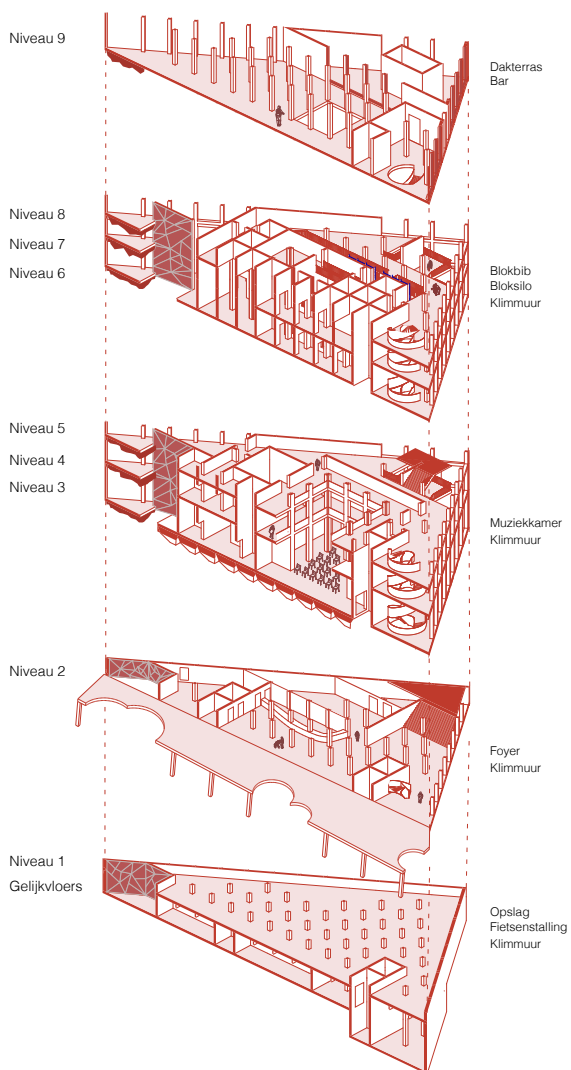 Niveau 9
Dakterras
Bar
Niveau 8
Niveau 7
Niveau 6
Blokbib
Bloksilo
Klimmuur
Niveau 5
Niveau 4
Niveau 3
Muziekkamer
Klimmuur
Niveau 2
Foyer
Klimmuur
Niveau 1
Gelijkvloers
Opslag
Fietsenstalling
Klimmuur